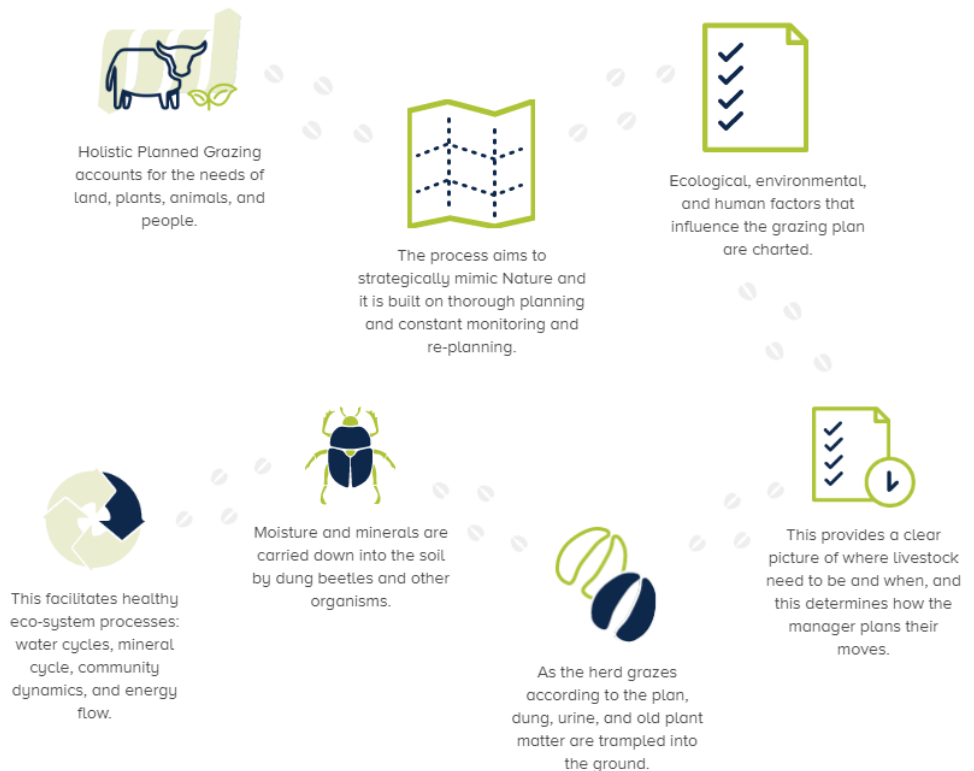 Holistic Planned Grazing
accounts for the needs of
land, plants, animals, and
people.
The process aims to
strategically mimic Nature and
it is built on thorough planning
and constant monitoring and
re-planning.
Ecological, environmental,
and human factors that
influence the grazing plan
are charted.
This provides a clear
picture of where livestock
need to be and when, and
this determines how the
manager plans their
moves.
As the herd grazes
according to the plan,
dung, urine, and old plant
matter are trampled into
the ground.
Moisture and minerals are
carried down into the soil
by dung beetles and other
organisms.
This facilitates healthy
eco-system processes:
water cycles, mineral
cycle, community
dynamics, and energy
flow.